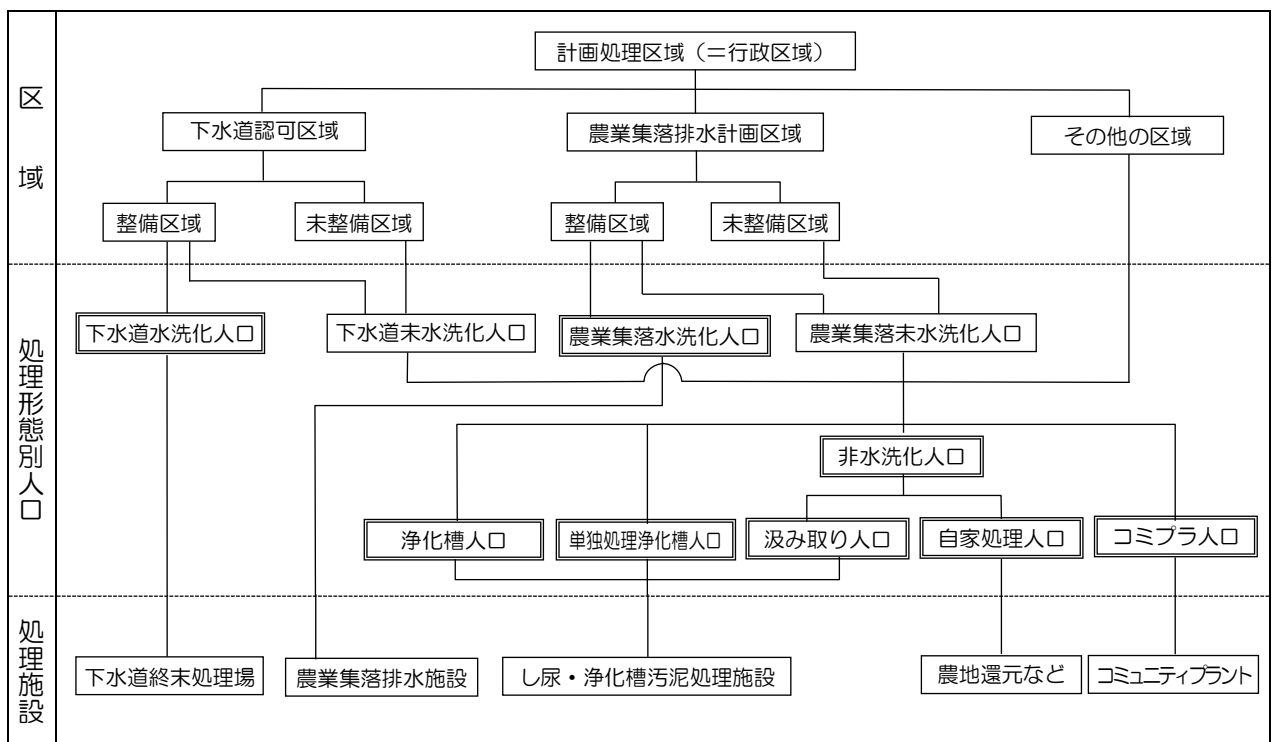 計画処理区域（＝行政区域）
区域
下水道認可区域
農業集落排水計画区域
その他の区域
整備区域
未整備区域
整備区域
未整備区域
処理形態別人口
下水道水洗化人口
下水道未水洗化人口
農業集落水洗化人口
農業集落未水洗化人口
非水洗化人口
浄化槽人口
単独処理浄化槽人口
汲み取り人口
自家処理人口
コミプラ人口
処理施設
下水道終末処理場
農業集落排水施設
し尿・浄化槽汚泥処理施設
農地還元など
コミュニティプラント